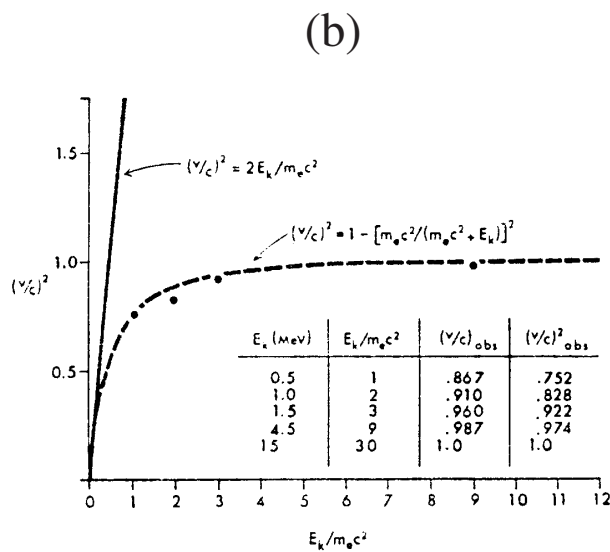 (b)
1.5
(v/c)² = 2E_k/m_ec²
(v/c)² = 1 − [m_ec²/(m_ec² + E_k)]²
1.0
(v/c)²
0.5
E_k (MeV) E_k/m_ec² (v/c)_obs (v/c)²_obs
0.5 1 .867 .752
1.0 2 .910 .828
1.5 3 .960 .922
4.5 9 .987 .974
15 30 1.0 1.0
0 1 2 3 4 5 6 7 8 9 10 11 12
E_k/m_ec²